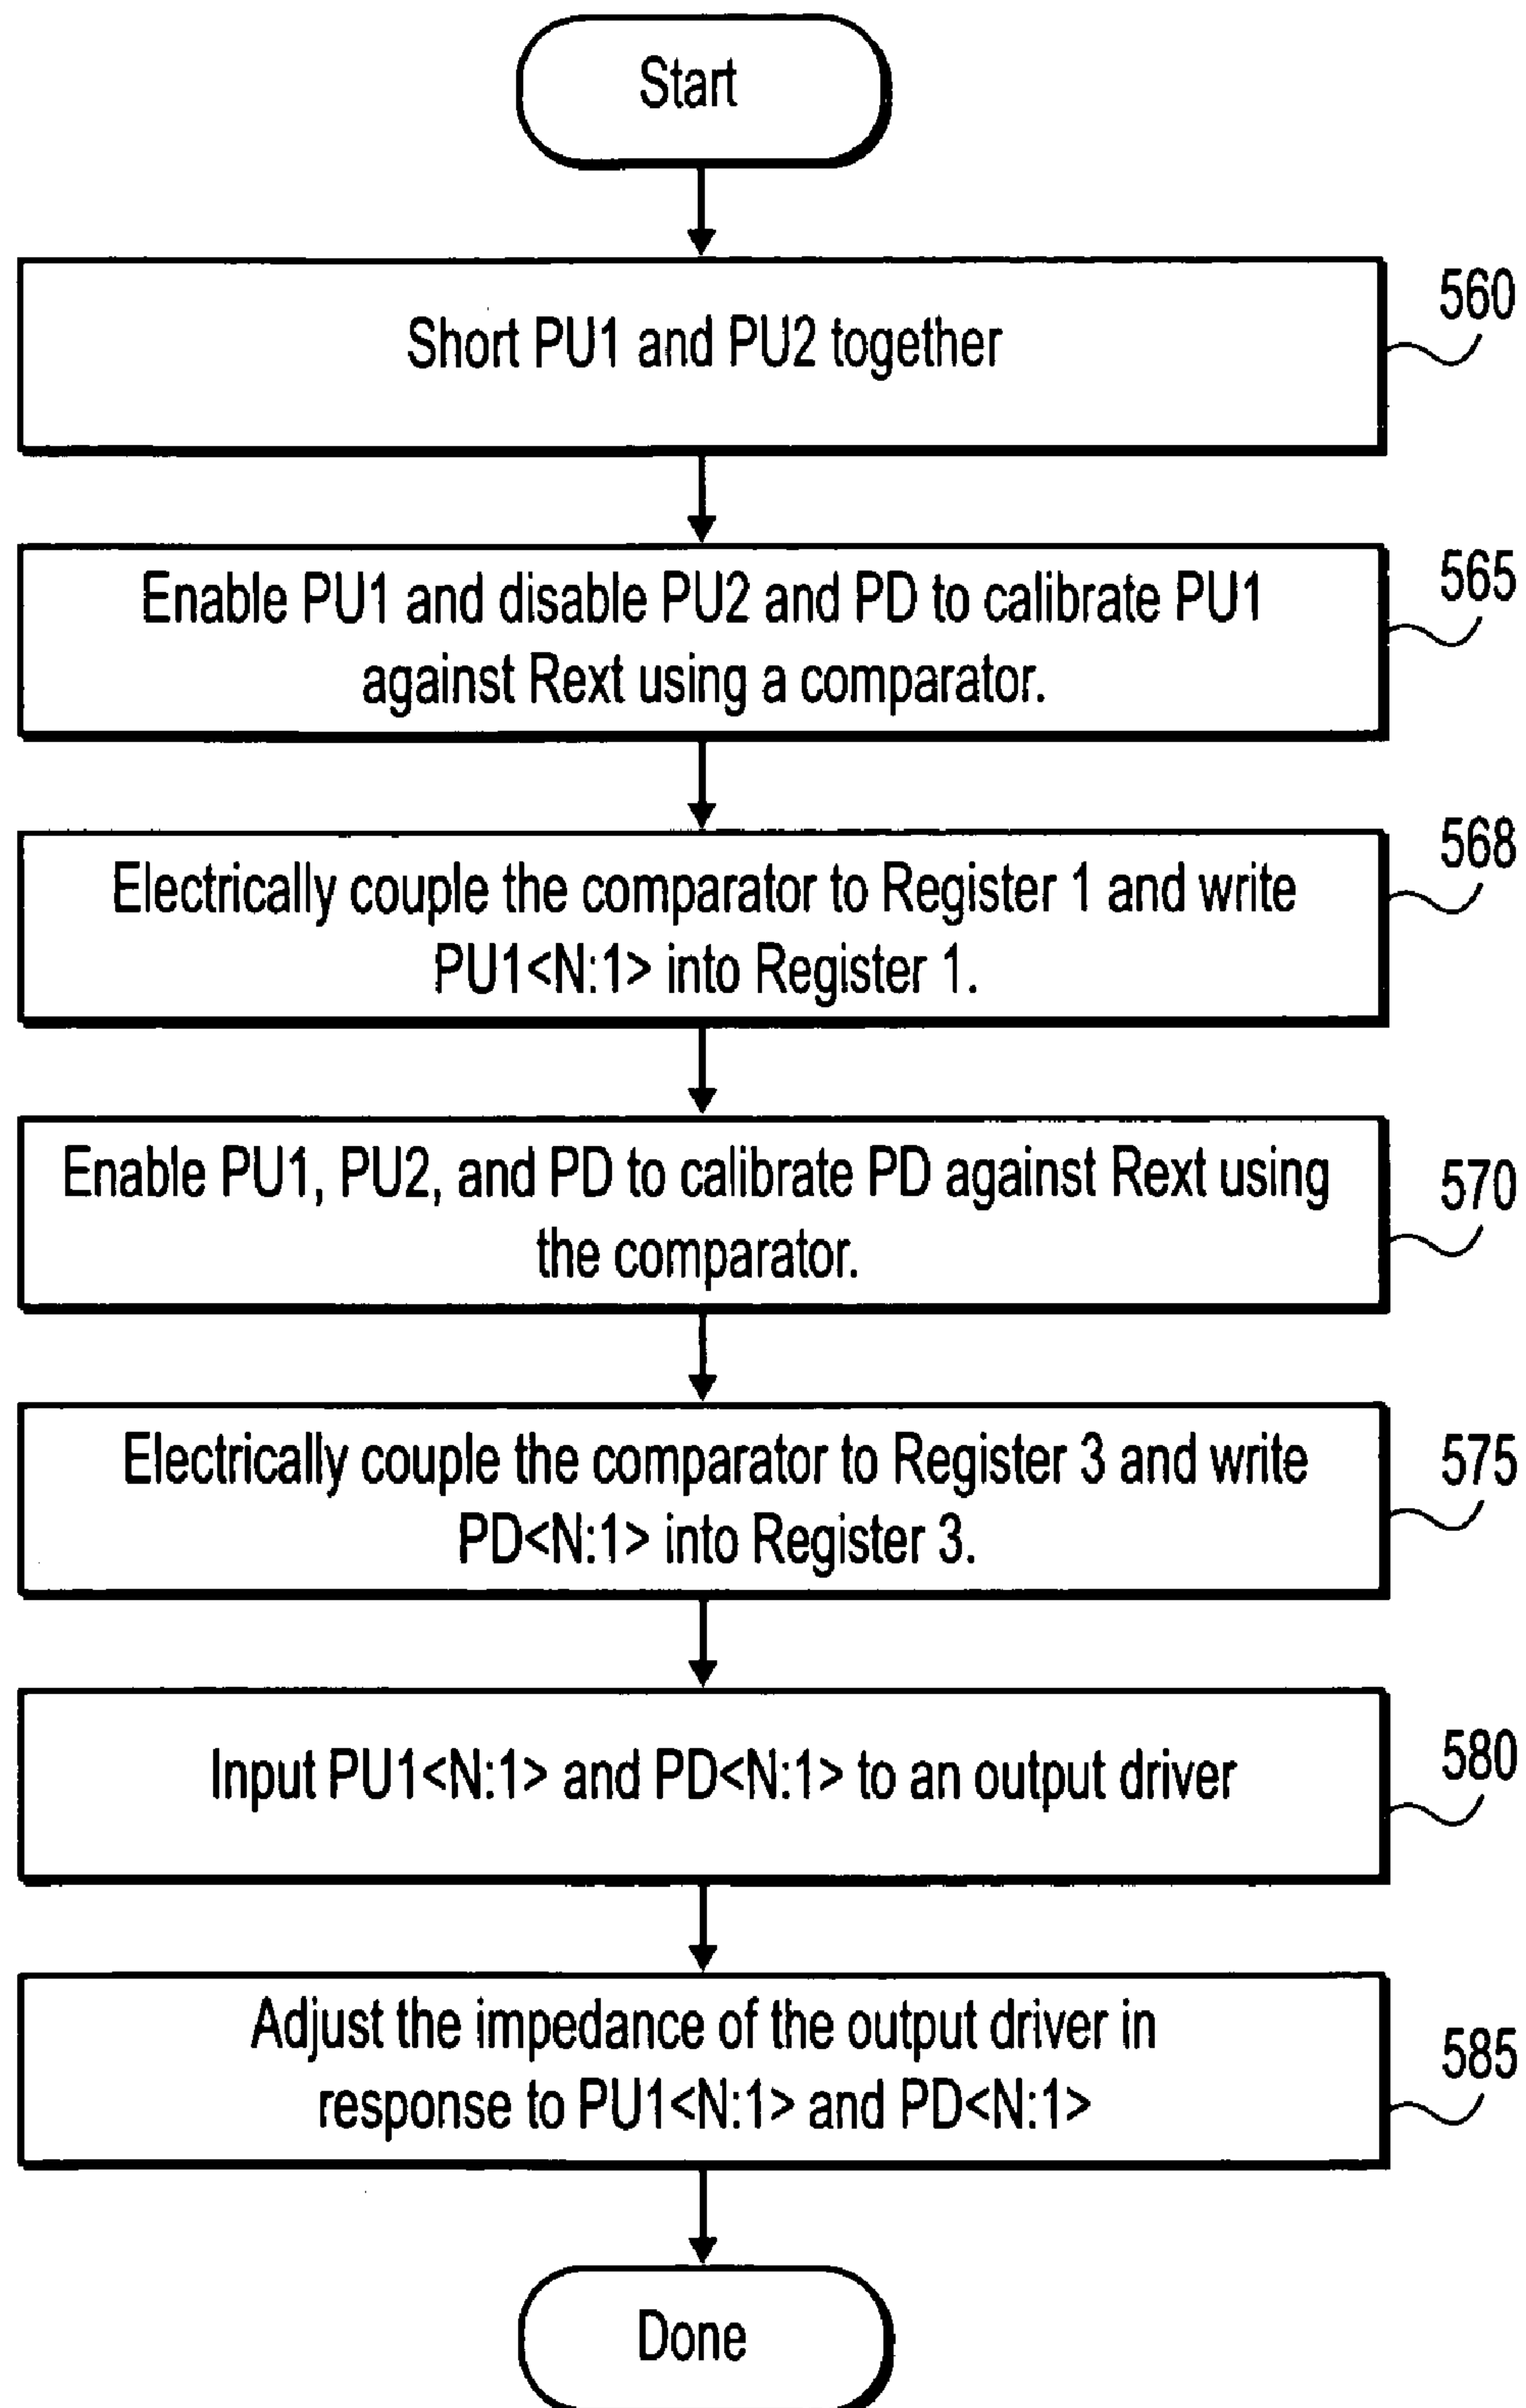 Start
Short PU1 and PU2 together
560
Enable PU1 and disable PU2 and PD to calibrate PU1
against Rext using a comparator.
565
Electrically couple the comparator to Register 1 and write
PU1<N:1> into Register 1.
568
Enable PU1, PU2, and PD to calibrate PD against Rext using
the comparator.
570
Electrically couple the comparator to Register 3 and write
PD<N:1> into Register 3.
575
Input PU1<N:1> and PD<N:1> to an output driver
580
Adjust the impedance of the output driver in
response to PU1<N:1> and PD<N:1>
585
Done